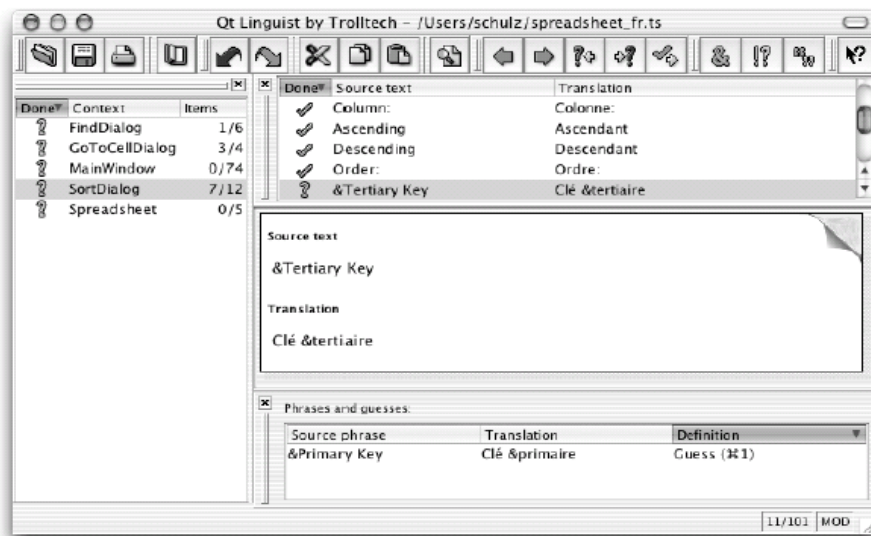 Qt Linguist by Trolltech – /Users/schulz/spreadsheet_fr.ts
Done Context Items
FindDialog 1/6
GoToCellDialog 3/4
MainWindow 0/74
SortDialog 7/12
Spreadsheet 0/5
Done Source text Translation
Column: Colonne:
Ascending Ascendant
Descending Descendant
Order: Ordre:
&Tertiary Key Clé &tertiaire
Source text
&Tertiary Key
Translation
Clé &tertiaire
Phrases and guesses:
Source phrase Translation Definition
&Primary Key Clé &primaire Guess (⌘1)
11/101 MOD